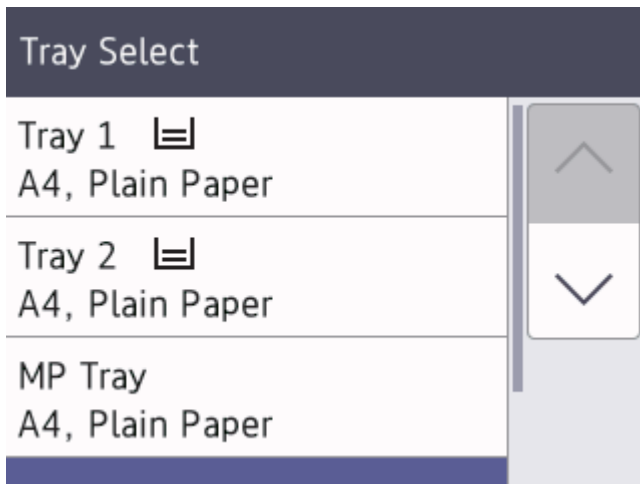 Tray Select
Tray 1
A4, Plain Paper
Tray 2
A4, Plain Paper
MP Tray
A4, Plain Paper